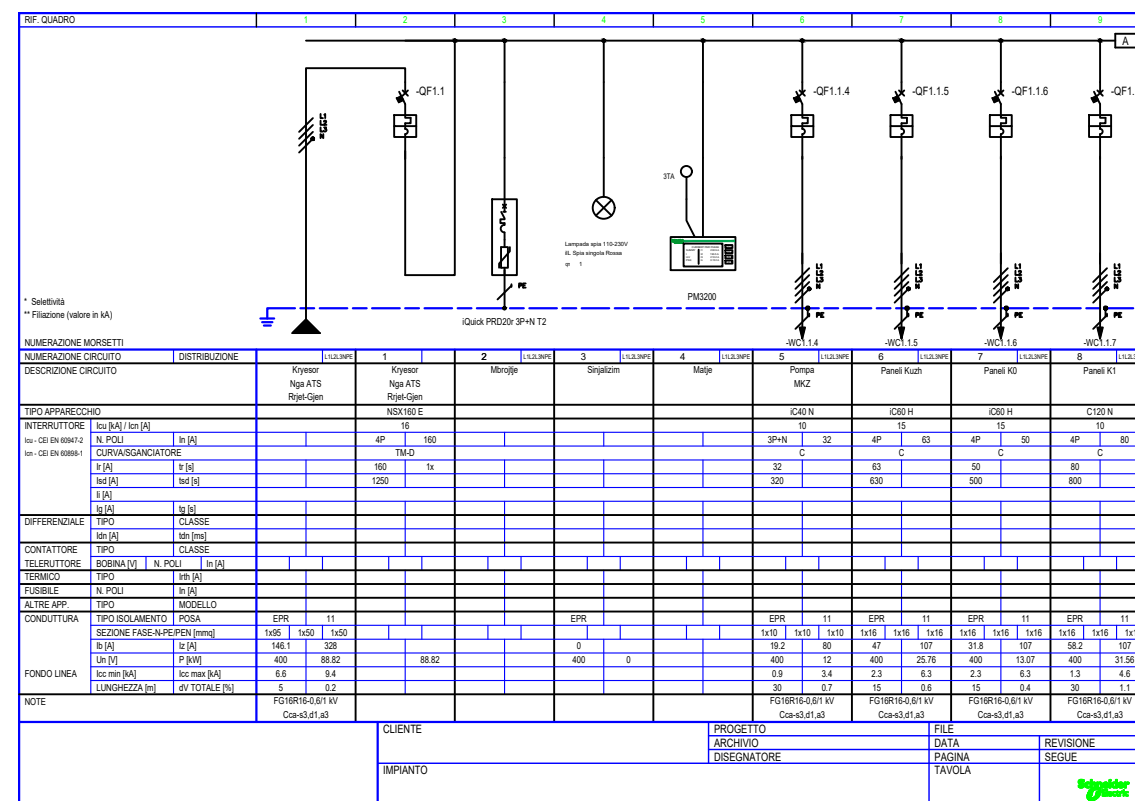 RIF. QUADRO 1 2 3 4 5 6 7 8 9
A
-QF1.1 -QF1.1.4 -QF1.1.5 -QF1.1.6 -QF1.
3TA
Lampada spia 110-230V
iIL Spia singola Rossa
1
PE
PM3200
* Selettività
** Filiazione (valore in kA)
iQuick PRD20r 3P+N T2
PE PE PE PE
NUMERAZIONE MORSETTI -WC1.1.4 -WC1.1.5 -WC1.1.6 -WC1.1.7
NUMERAZIONE CIRCUITO DISTRIBUZIONE L1L2L3NPE 1 2 L1L2L3NPE 3 L1L2L3NPE 4 L1L2L3NPE 5 L1L2L3NPE 6 L1L2L3NPE 7 L1L2L3NPE 8 L1L2L3
DESCRIZIONE CIRCUITO Kryesor Kryesor Mbrojtje Sinjalizim Matje Pompa Paneli Kuzh Paneli K0 Paneli K1
Nga ATS Nga ATS MKZ
Rrjet-Gjen Rrjet-Gjen
TIPO APPARECCHIO NSX160 E iC40 N iC60 H iC60 H C120 N
INTERRUTTORE Icu [kA] / Icn [A] 16 10 15 15 10
Icu - CEI EN 60947-2 N. POLI In [A] 4P 160 3P+N 32 4P 63 4P 50 4P 80
Icn - CEI EN 60898-1 CURVA/SGANCIATORE TM-D C C C C
Ir [A] tr [s] 160 1x 32 63 50 80
Isd [A] tsd [s] 1250 320 630 500 800
Ii [A]
Ig [A] tg [s]
DIFFERENZIALE TIPO CLASSE
Idn [A] tdn [ms]
CONTATTORE TIPO CLASSE
TELERUTTORE BOBINA [V] N. POLI In [A]
TERMICO TIPO Irth [A]
FUSIBILE N. POLI In [A]
ALTRE APP. TIPO MODELLO
CONDUTTURA TIPO ISOLAMENTO POSA EPR 11 EPR EPR 11 EPR 11 EPR 11 EPR 11
SEZIONE FASE-N-PE/PEN [mmq] 1x95 1x50 1x50 1x10 1x10 1x10 1x16 1x16 1x16 1x16 1x16 1x16 1x16 1x16 1x1
Ib [A] Iz [A] 146.1 328 0 19.2 80 47 107 31.8 107 58.2 107
Un [V] P [kW] 400 88.82 88.82 400 0 400 12 400 25.76 400 13.07 400 31.56
FONDO LINEA Icc min [kA] Icc max [kA] 6.6 9.4 0.9 3.4 2.3 6.3 2.3 6.3 1.3 4.6
LUNGHEZZA [m] dV TOTALE [%] 5 0.2 30 0.7 15 0.6 15 0.4 30 1.1
NOTE FG16R16-0,6/1 kV FG16R16-0,6/1 kV FG16R16-0,6/1 kV FG16R16-0,6/1 kV FG16R16-0,6/1 kV
Cca-s3,d1,a3 Cca-s3,d1,a3 Cca-s3,d1,a3 Cca-s3,d1,a3 Cca-s3,d1,a3
CLIENTE PROGETTO FILE
ARCHIVIO DATA REVISIONE
DISEGNATORE PAGINA SEGUE
IMPIANTO TAVOLA
Schneider
Electric